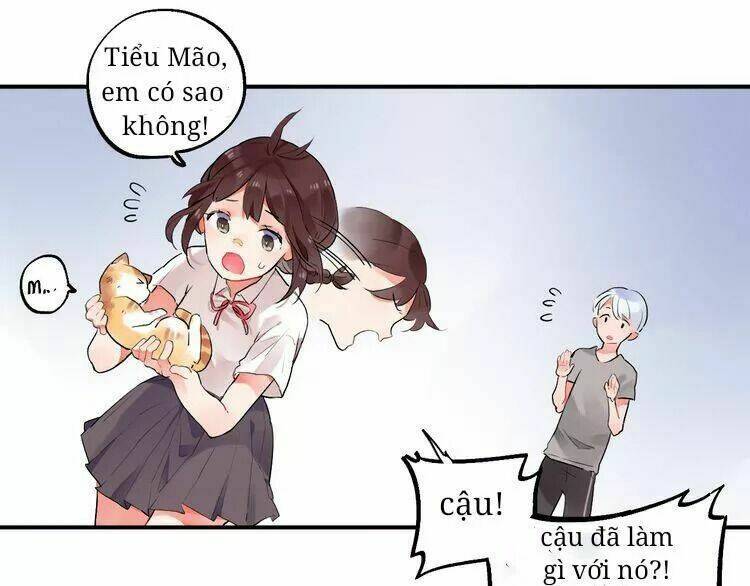 Tiểu Mão,
em có sao
không!
m...
cậu!
cậu đã làm
gì với nó?!